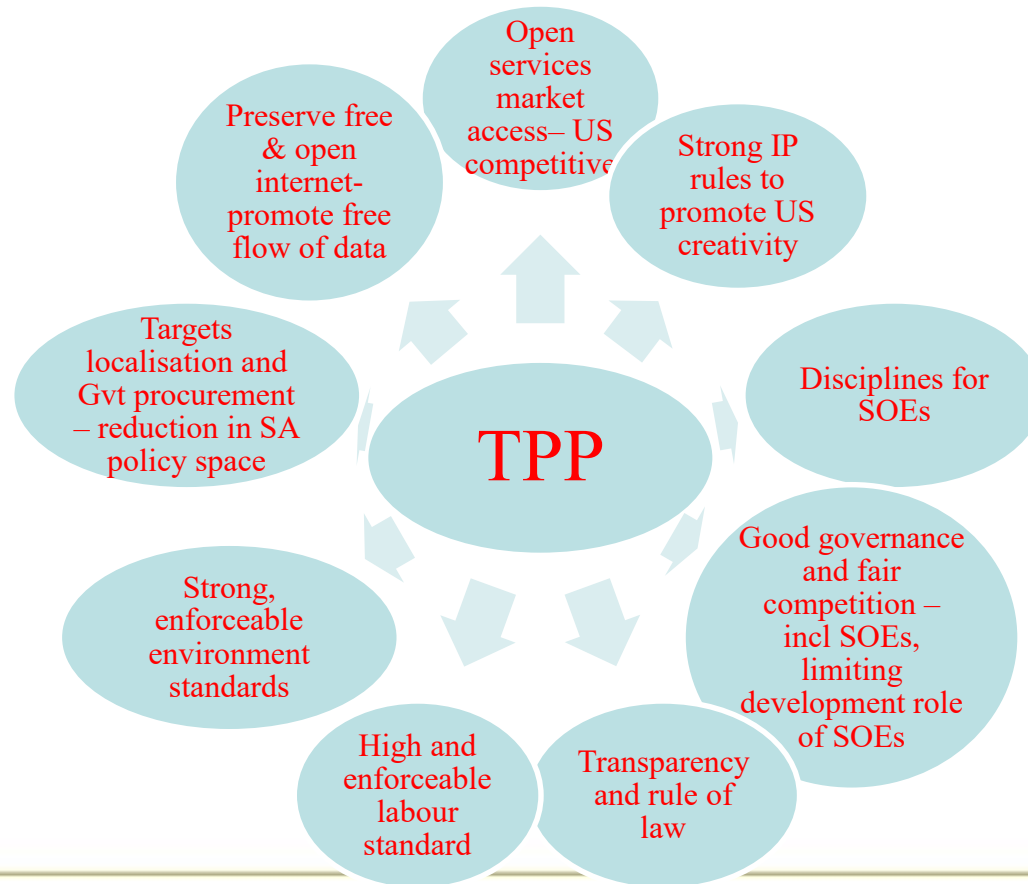 Open
services
market
access– US
competitive
Strong IP
rules to
promote US
creativity
Disciplines for
SOEs
Good governance
and fair
competition –
incl SOEs,
limiting
development role
of SOEs
Transparency
and rule of
law
High and
enforceable
labour
standard
Strong,
enforceable
environment
standards
Targets
localisation and
Gvt procurement
– reduction in SA
policy space
Preserve free
& open
internet-
promote free
flow of data
TPP